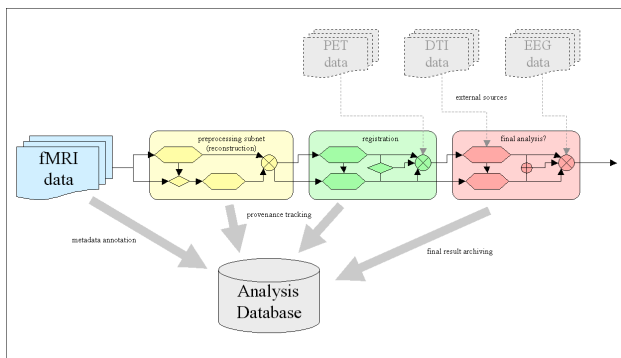 PET
data
DTI
data
EEG
data
external sources
preprocessing subnet
(reconstruction)
registration
final analysis?
fMRI
data
provenance tracking
metadata annotation
final result archiving
Analysis
Database